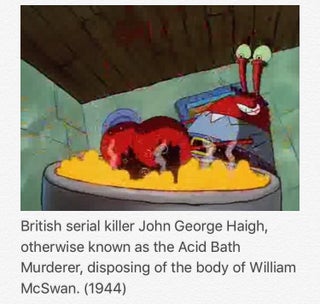 British serial killer John George Haigh,
otherwise known as the Acid Bath
Murderer, disposing of the body of William
McSwan. (1944)